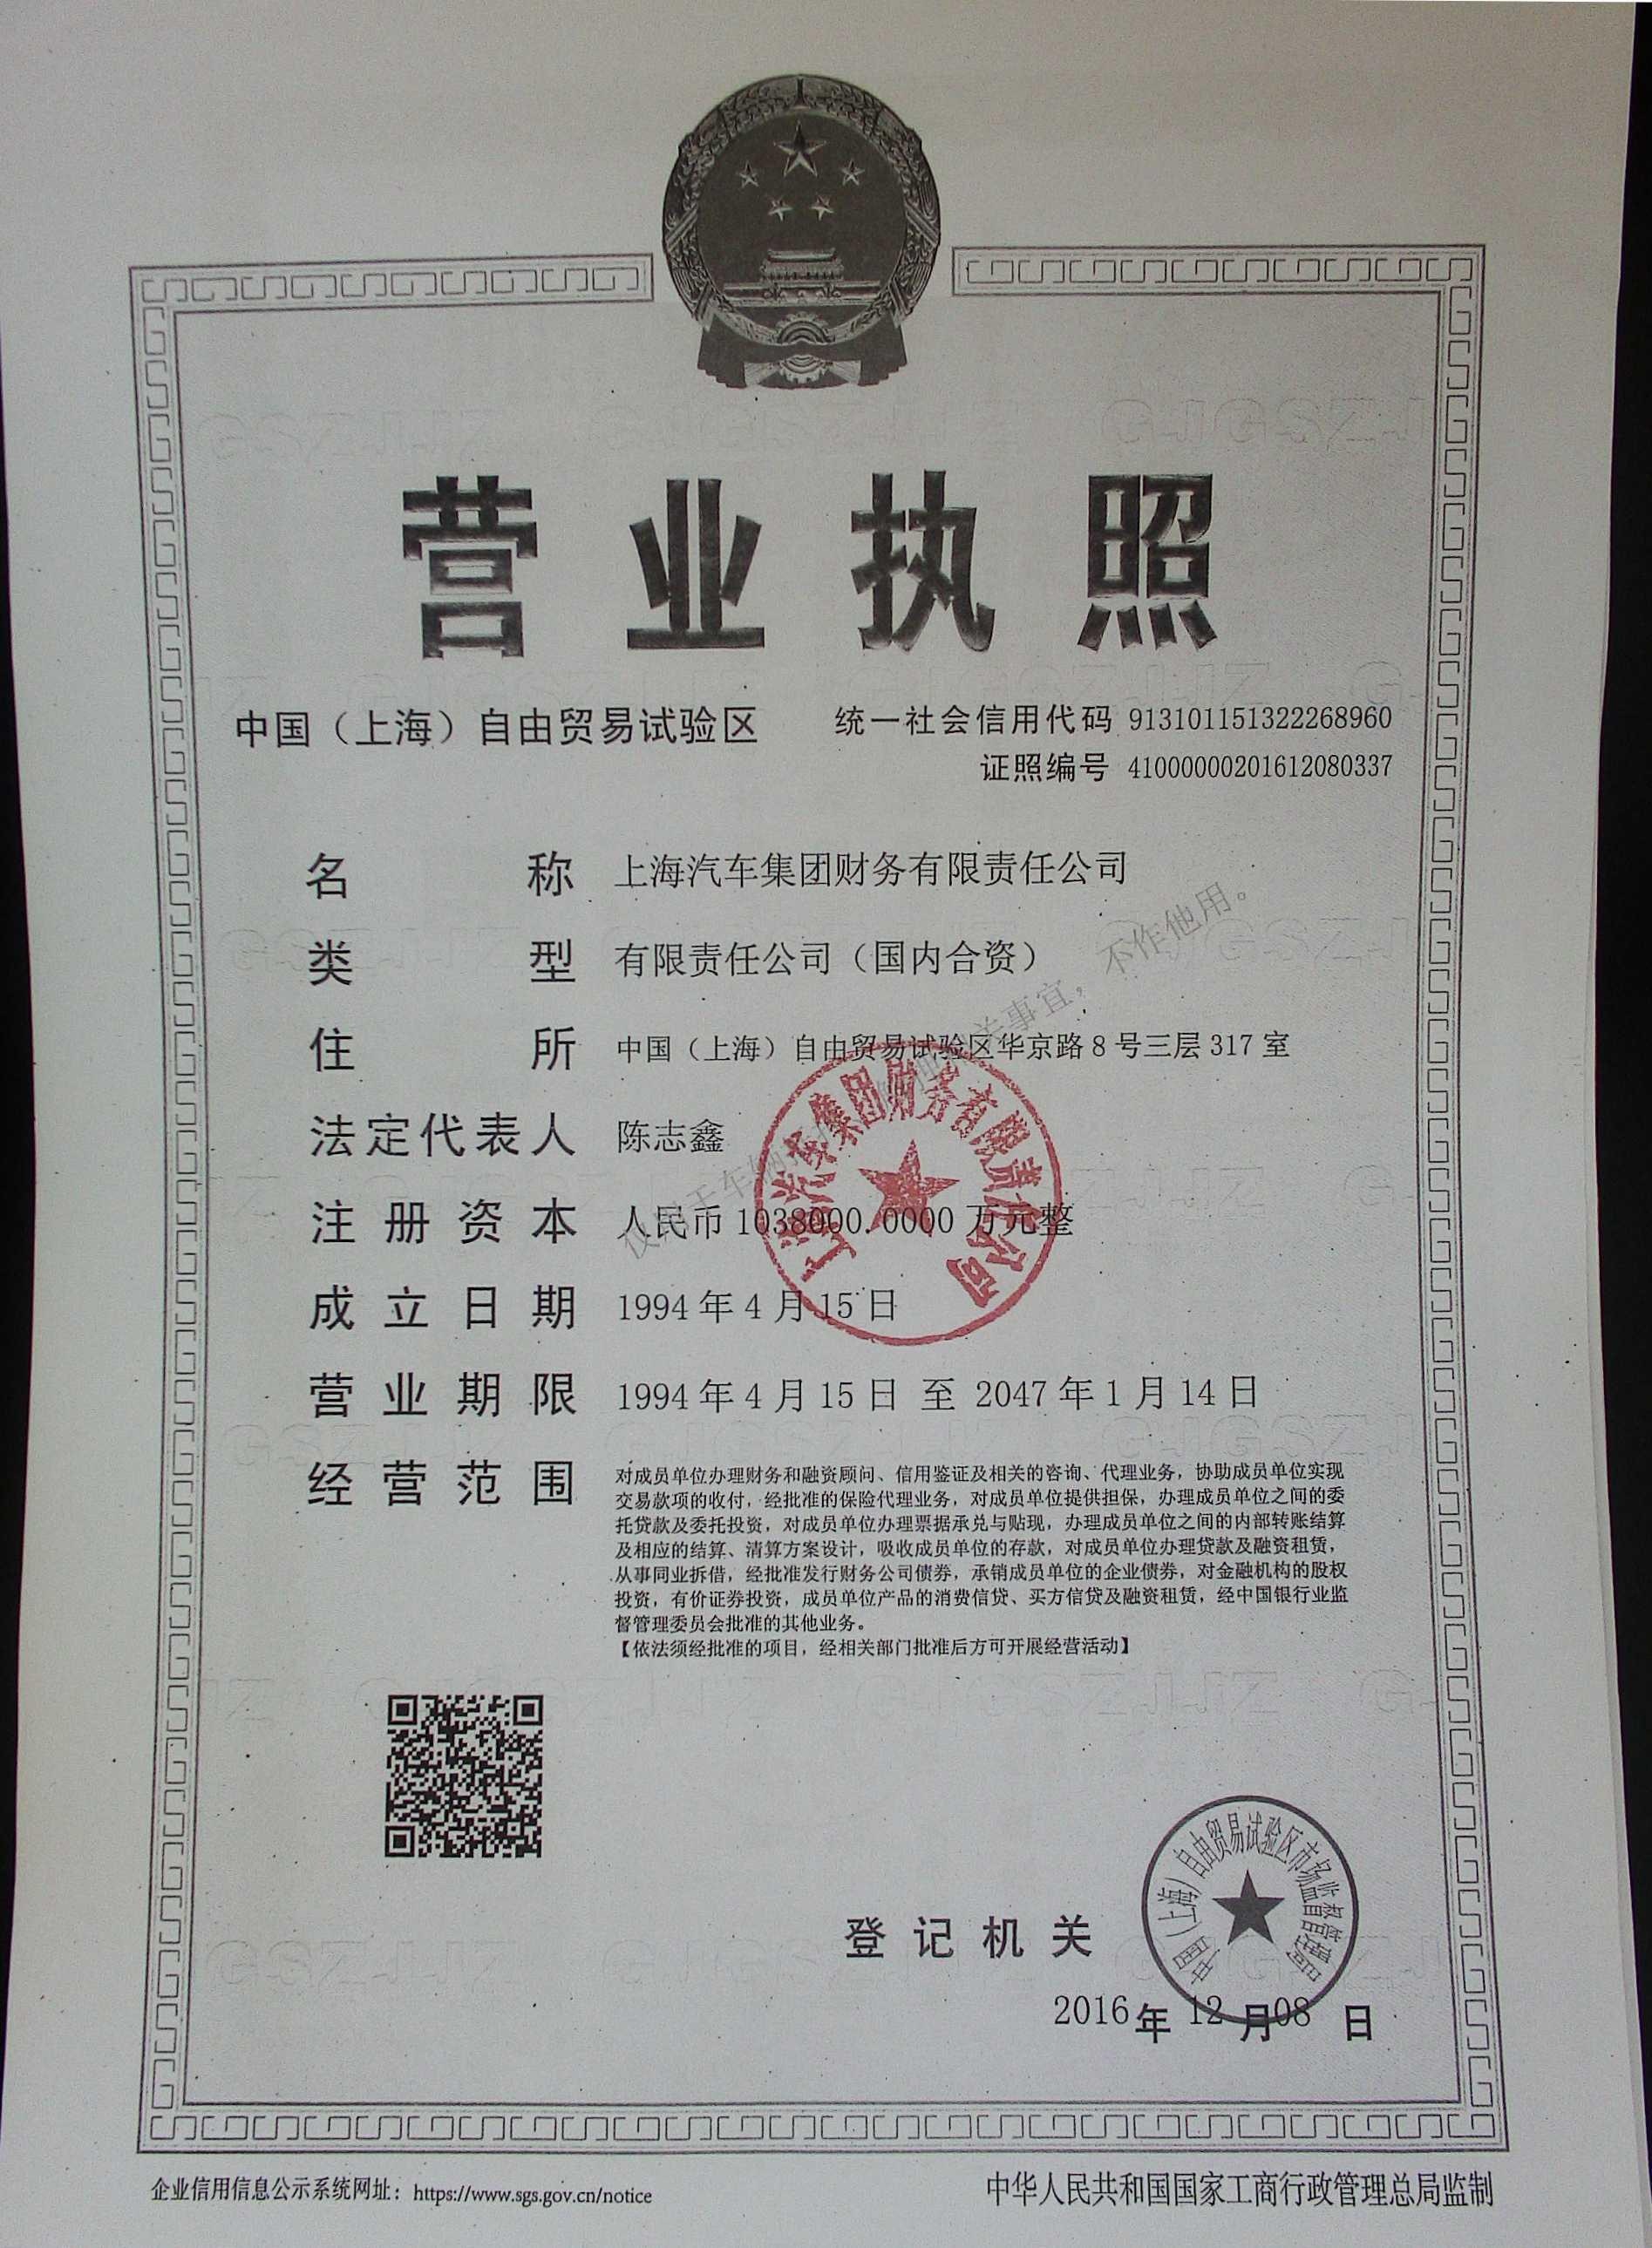 营业执照
中国（上海）自由贸易试验区
统一社会信用代码 913101151322268960
证照编号 41000000201612080337
名称 上海汽车集团财务有限责任公司
类型 有限责任公司（国内合资）
住所 中国（上海）自由贸易试验区华京路8号三层317室
法定代表人 陈志鑫
注册资本 人民币1038000.0000万元整
成立日期 1994年4月15日
营业期限 1994年4月15日 至 2047年1月14日
经营范围 对成员单位办理财务和融资顾问、信用鉴证及相关的咨询、代理业务，协助成员单位实现
交易款项的收付，经批准的保险代理业务，对成员单位提供担保，办理成员单位之间的委
托贷款及委托投资，对成员单位办理票据承兑与贴现，办理成员单位之间的内部转账结算
及相应的结算、清算方案设计，吸收成员单位的存款，对成员单位办理贷款及融资租赁，
从事同业拆借，经批准发行财务公司债券，承销成员单位的企业债券，对金融机构的股权
投资，有价证券投资，成员单位产品的消费信贷、买方信贷及融资租赁，经中国银行业监
督管理委员会批准的其他业务。
【依法须经批准的项目，经相关部门批准后方可开展经营活动】
上海汽车集团财务有限责任公司
关事宜，不作他用。
登记机关
中国（上海）自由贸易试验区市场监督管理局
2016年12月08日
企业信用信息公示系统网址：https://www.sgs.gov.cn/notice
中华人民共和国国家工商行政管理总局监制